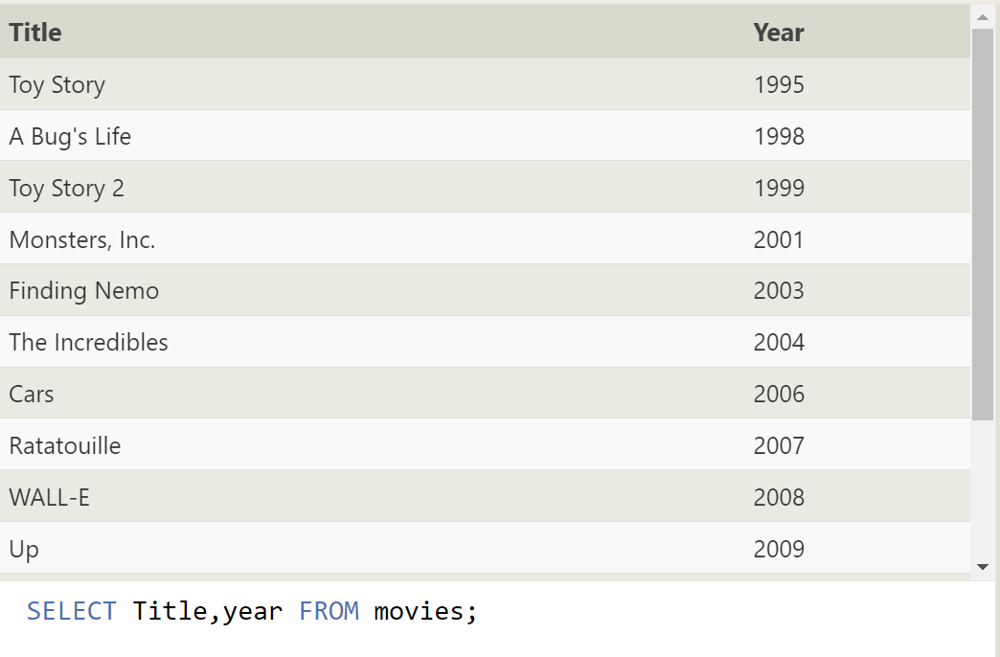 Title Year
Toy Story 1995
A Bug's Life 1998
Toy Story 2 1999
Monsters, Inc. 2001
Finding Nemo 2003
The Incredibles 2004
Cars 2006
Ratatouille 2007
WALL-E 2008
Up 2009
SELECT Title,year FROM movies;